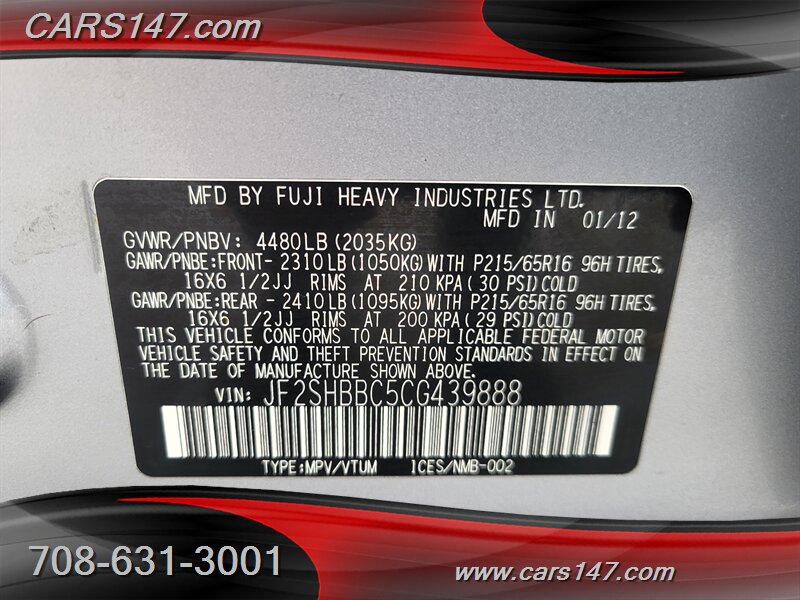 CARS147.com
MFD BY FUJI HEAVY INDUSTRIES LTD.
MFD IN 01/12
GVWR/PNBV: 4480LB(2035KG)
GAWR/PNBE:FRONT- 2310LB(1050KG)WITH P215/65R16 96H TIRES,
16X6 1/2JJ RIMS AT 210 KPA(30 PSI)COLD
GAWR/PNBE:REAR - 2410LB(1095KG)WITH P215/65R16 96H TIRES,
16X6 1/2JJ RIMS AT 200 KPA(29 PSI)COLD
THIS VEHICLE CONFORMS TO ALL APPLICABLE FEDERAL MOTOR
VEHICLE SAFETY AND THEFT PREVENTION STANDARDS IN EFFECT ON
THE DATE OF MANUFACTURE SHOWN ABOVE.
VIN: JF2SHBBC5CG439888
TYPE:MPV/VTUM ICES/NMB-002
708-631-3001
www.cars147.com